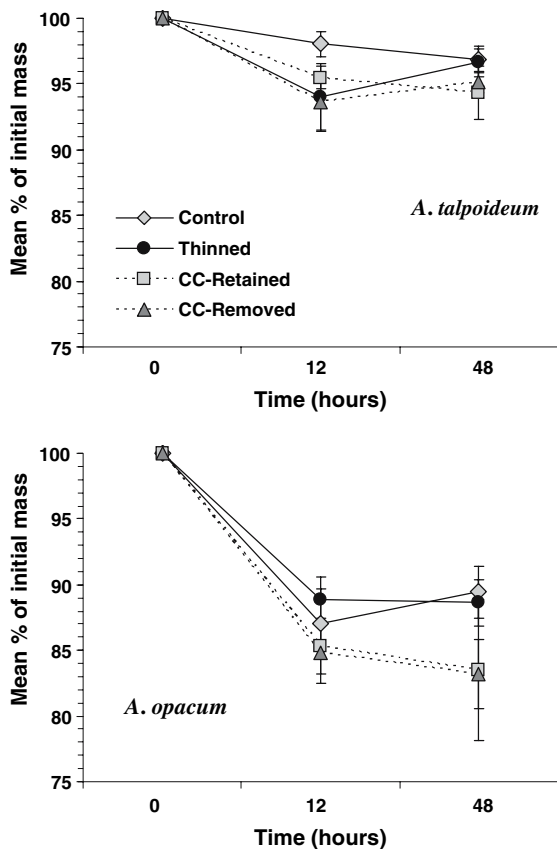 Mean % of initial mass
100
95
90
85
80
75
Control
Thinned
CC-Retained
CC-Removed
A. talpoideum
0 12 48
Time (hours)
Mean % of initial mass
100
95
90
85
80
75
A. opacum
0 12 48
Time (hours)